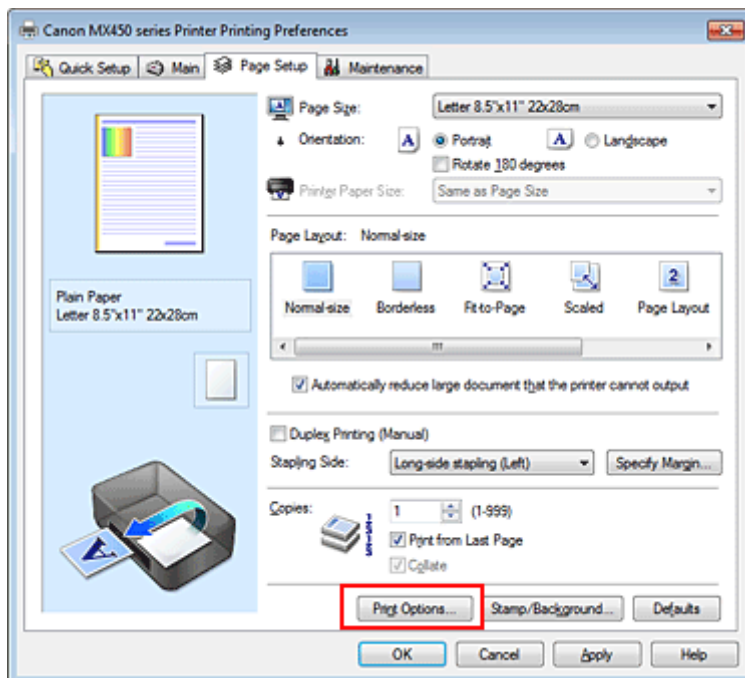 Canon MX450 series Printer Printing Preferences
Quick Setup Main Page Setup Maintenance
Page Size: Letter 8.5"x11" 22x28cm
Orientation: A Portrait A Landscape
Rotate 180 degrees
Printer Paper Size: Same as Page Size
Page Layout: Normal-size
2
Normal-size Borderless Fit-to-Page Scaled Page Layout
Plain Paper
Letter 8.5"x11" 22x28cm
Automatically reduce large document that the printer cannot output
Duplex Printing (Manual)
Stapling Side: Long-side stapling (Left) Specify Margin...
Copies: 1 (1-999)
Print from Last Page
Collate
A
Print Options... Stamp/Background... Defaults
OK Cancel Apply Help